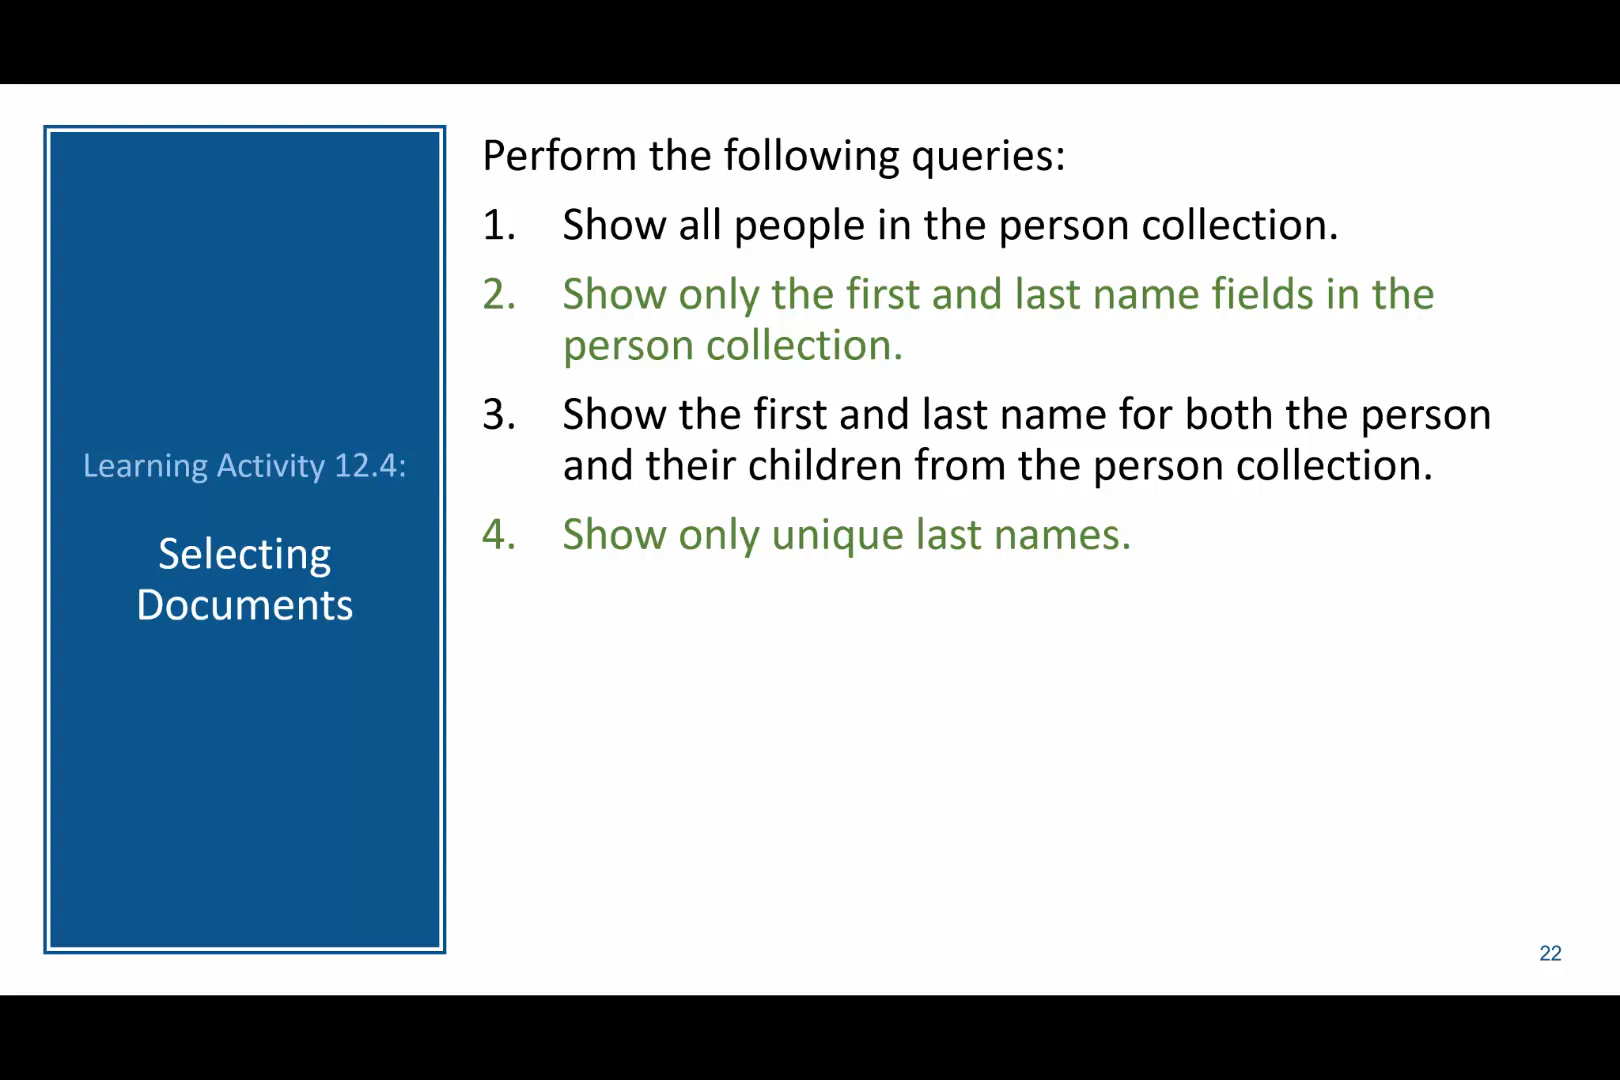 Learning Activity 12.4:
Selecting
Documents
Perform the following queries:
1. Show all people in the person collection.
2. Show only the first and last name fields in the
person collection.
3. Show the first and last name for both the person
and their children from the person collection.
4. Show only unique last names.
22